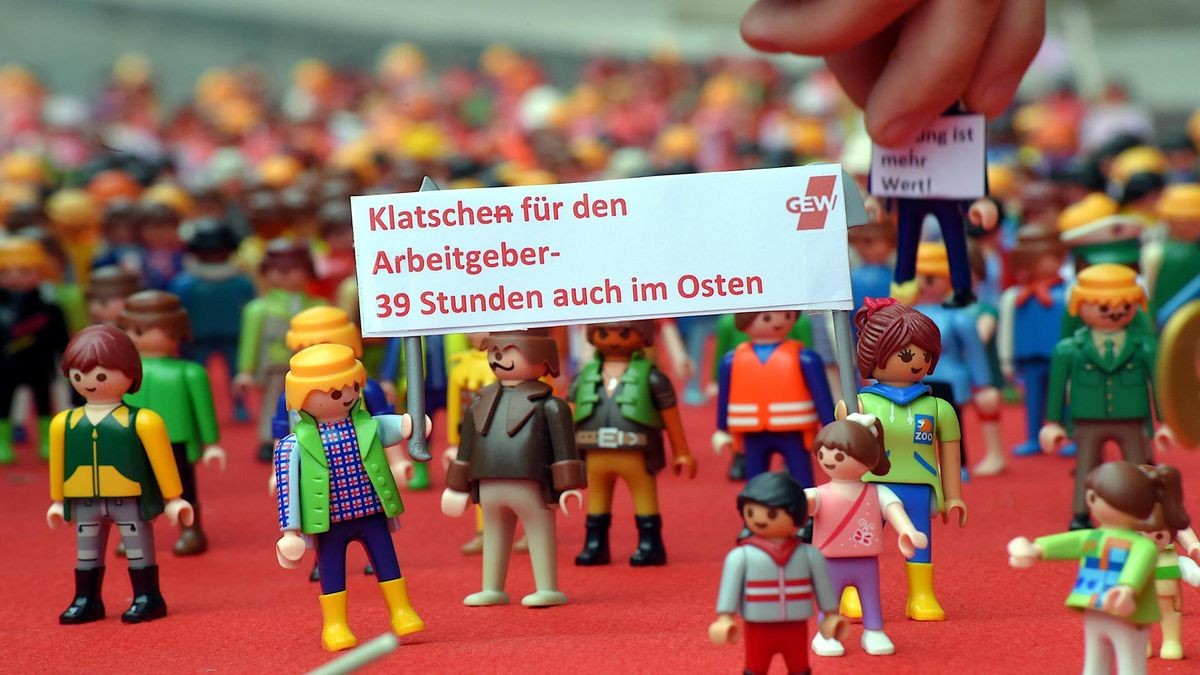 Klatschen für den
Arbeitgeber-
39 Stunden auch im Osten
GEW
ist
mehr
Wert!
ZOO